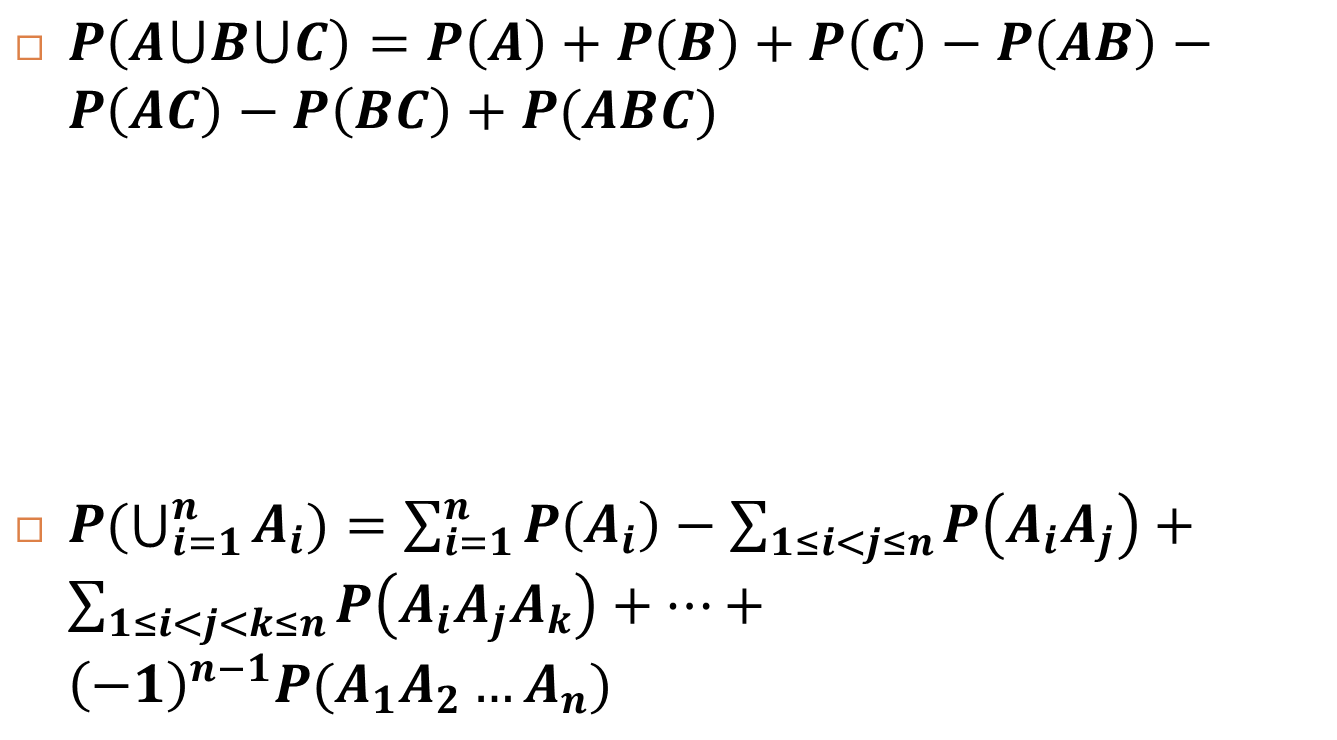 □ P(A∪B∪C) = P(A) + P(B) + P(C) − P(AB) −
P(AC) − P(BC) + P(ABC)
□ P(⋃ⁿᵢ₌₁ Aᵢ) = ∑ⁿᵢ₌₁ P(Aᵢ) − ∑₁≤ᵢ<ⱼ≤ₙ P(AᵢAⱼ) +
∑₁≤ᵢ<ⱼ<ₖ≤ₙ P(AᵢAⱼAₖ) + ⋯ +
(−1)ⁿ⁻¹P(A₁A₂ … Aₙ)